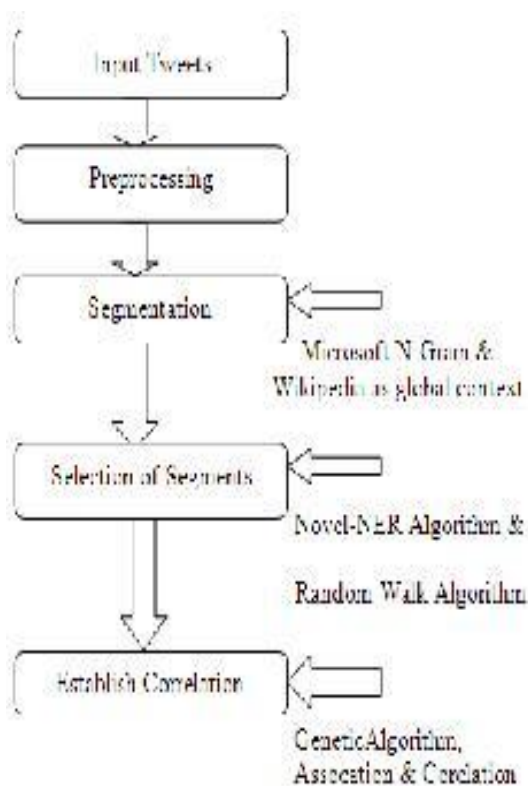 Input Tweets
Preprocessing
Segmentation
Microsoft N Gram &
Wikipedia as global context
Selection of Segments
Novel-NER Algorithm &
Random Walk Algorithm
Establish Correlation
GeneticAlgorithm,
Assocation & Corelation